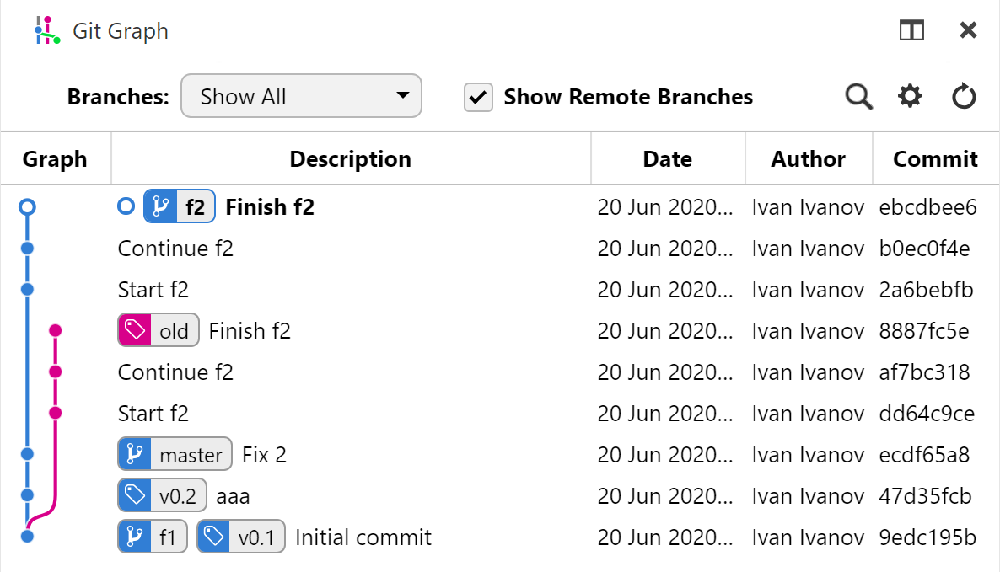 Git Graph
Branches: Show All Show Remote Branches
Graph Description Date Author Commit
f2 Finish f2 20 Jun 2020... Ivan Ivanov ebcdbee6
Continue f2 20 Jun 2020... Ivan Ivanov b0ec0f4e
Start f2 20 Jun 2020... Ivan Ivanov 2a6bebfb
old Finish f2 20 Jun 2020... Ivan Ivanov 8887fc5e
Continue f2 20 Jun 2020... Ivan Ivanov af7bc318
Start f2 20 Jun 2020... Ivan Ivanov dd64c9ce
master Fix 2 20 Jun 2020... Ivan Ivanov ecdf65a8
v0.2 aaa 20 Jun 2020... Ivan Ivanov 47d35fcb
f1 v0.1 Initial commit 20 Jun 2020... Ivan Ivanov 9edc195b